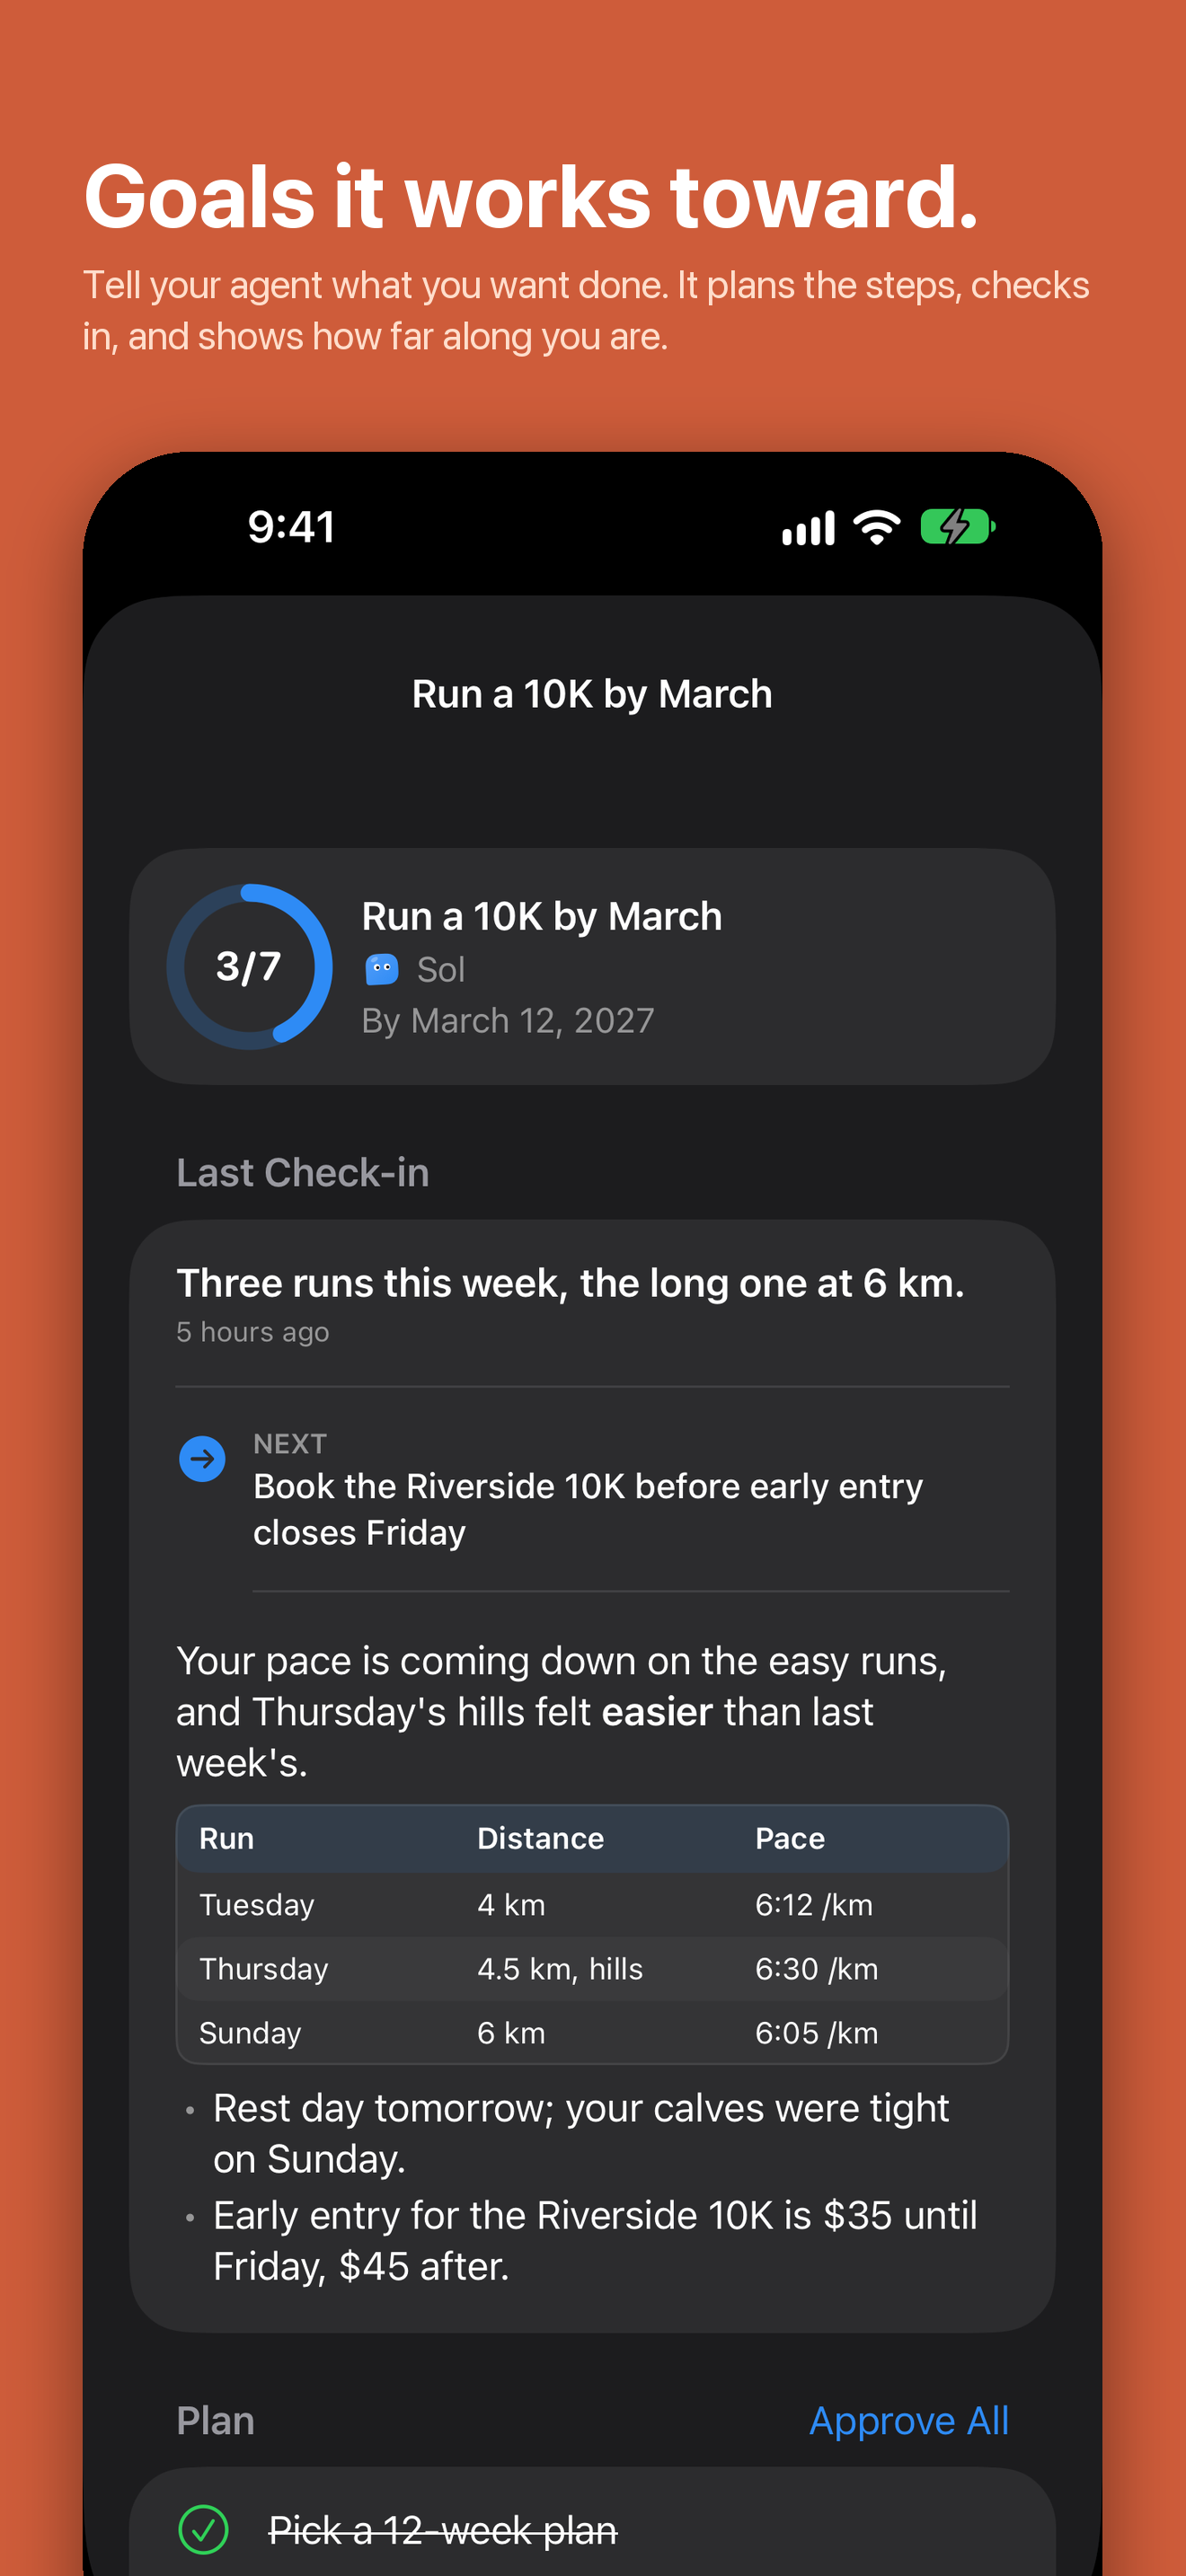 Goals it works toward.
Tell your agent what you want done. It plans the steps, checks
in, and shows how far along you are.
9:41
Run a 10K by March
3/7
Run a 10K by March
Sol
By March 12, 2027
Last Check-in
Three runs this week, the long one at 6 km.
5 hours ago
NEXT
Book the Riverside 10K before early entry
closes Friday
Your pace is coming down on the easy runs,
and Thursday's hills felt easier than last
week's.
Run Distance Pace
Tuesday 4 km 6:12 /km
Thursday 4.5 km, hills 6:30 /km
Sunday 6 km 6:05 /km
• Rest day tomorrow; your calves were tight
on Sunday.
• Early entry for the Riverside 10K is $35 until
Friday, $45 after.
Plan Approve All
Pick a 12-week plan